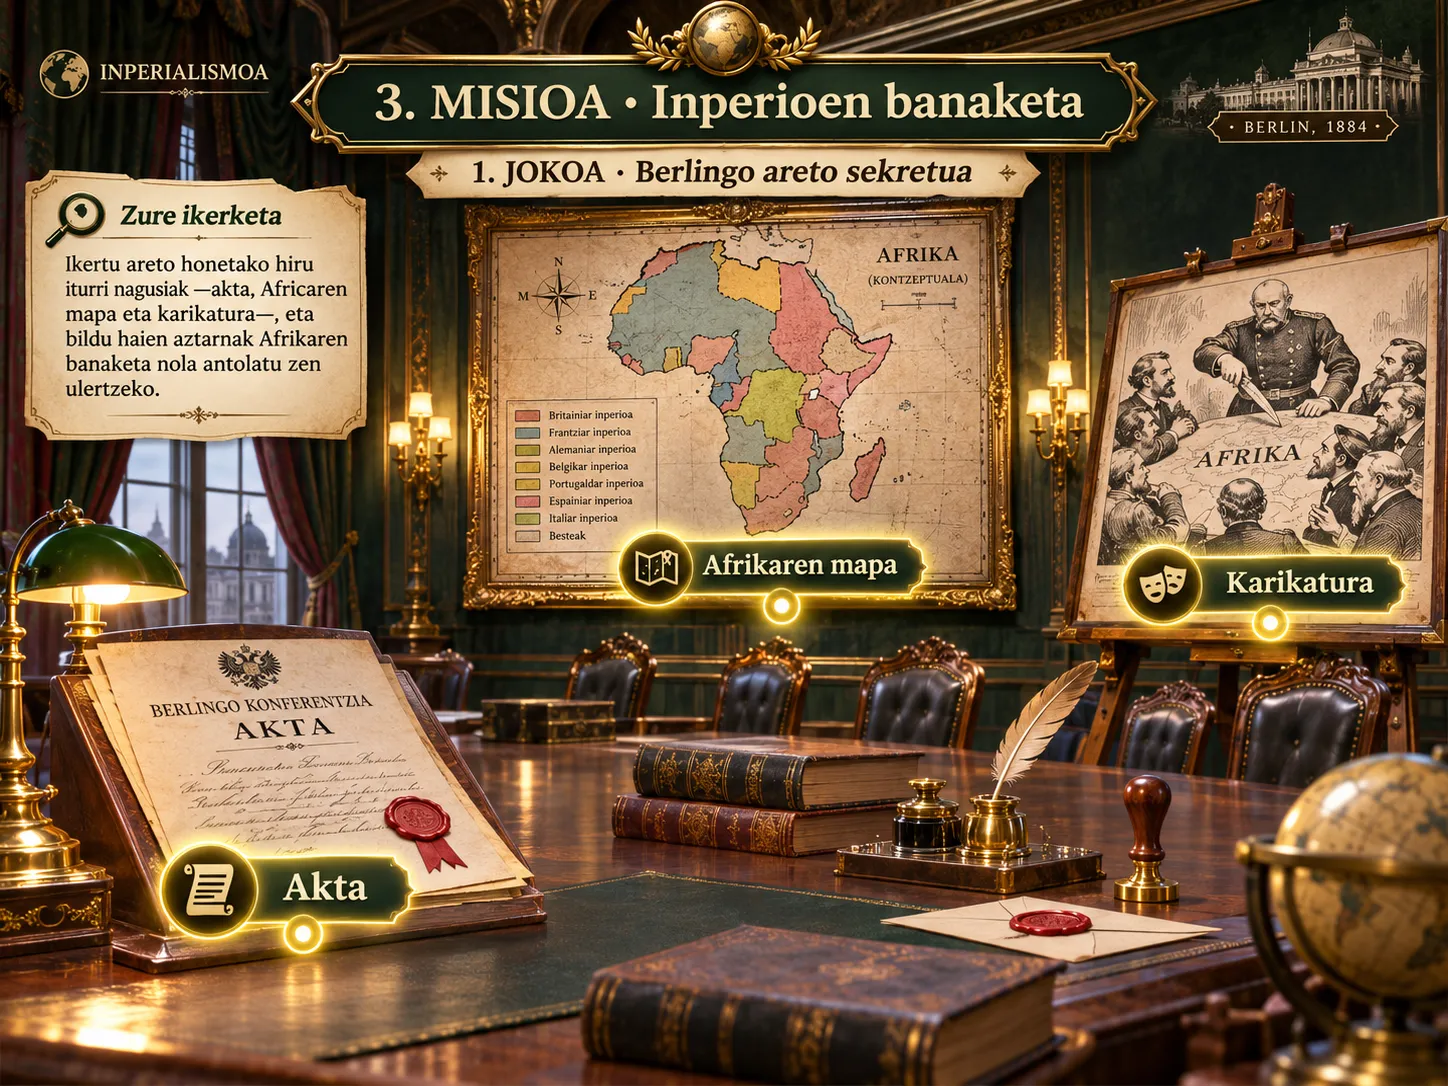 INPERIALISMOA
3. MISIOA • Inperioen banaketa
BERLIN, 1884
1. JOKOA • Berlingo areto sekretua
Zure ikerketa
Ikertu areto honetako hiru
iturri nagusiak —akta, Africaren
mapa eta karikatura—, eta
bildu haien aztarnak Afrikaren
banaketa nola antolatu zen
ulertzeko.
AFRIKA
(KONTZEPTUALA)
N
M E
S
Britainiar inperioa
Frantziar inperioa
Alemaniar inperioa
Belgikar inperioa
Portugaldar inperioa
Espainiar inperioa
Italiar inperioa
Besteak
Afrikaren mapa
AFRIKA
Karikatura
BERLINGO KONFERENTZIA
AKTA
Akta